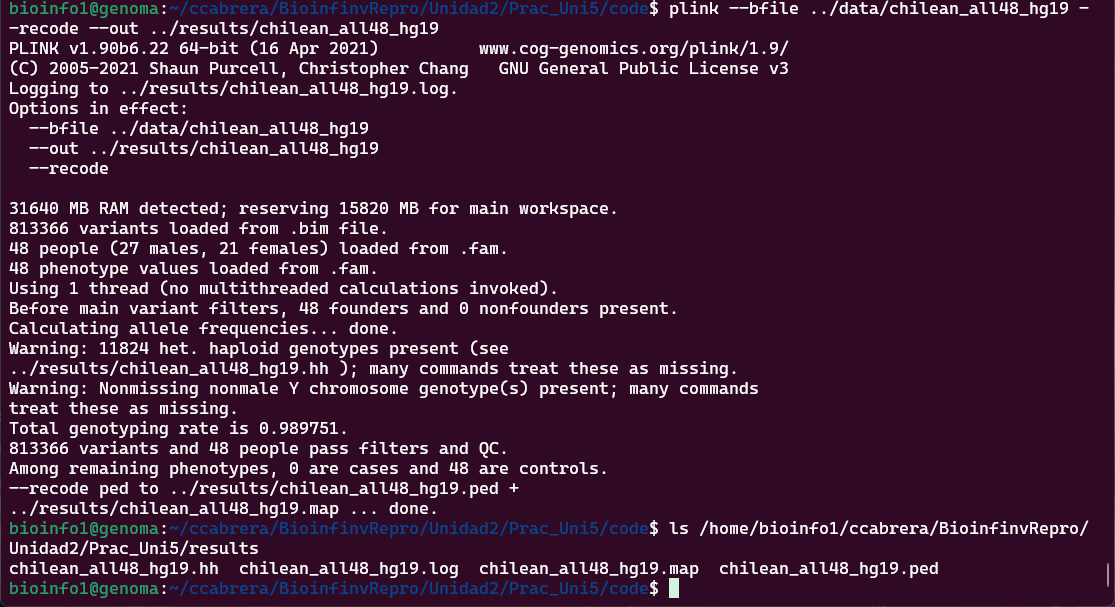 bioinfo1@genoma:~/ccabrera/BioinfinvRepro/Unidad2/Prac_Uni5/code$ plink --bfile ../data/chilean_all48_hg19 -
-recode --out ../results/chilean_all48_hg19
PLINK v1.90b6.22 64-bit (16 Apr 2021)          www.cog-genomics.org/plink/1.9/
(C) 2005-2021 Shaun Purcell, Christopher Chang   GNU General Public License v3
Logging to ../results/chilean_all48_hg19.log.
Options in effect:
  --bfile ../data/chilean_all48_hg19
  --out ../results/chilean_all48_hg19
  --recode

31640 MB RAM detected; reserving 15820 MB for main workspace.
813366 variants loaded from .bim file.
48 people (27 males, 21 females) loaded from .fam.
48 phenotype values loaded from .fam.
Using 1 thread (no multithreaded calculations invoked).
Before main variant filters, 48 founders and 0 nonfounders present.
Calculating allele frequencies... done.
Warning: 11824 het. haploid genotypes present (see
../results/chilean_all48_hg19.hh ); many commands treat these as missing.
Warning: Nonmissing nonmale Y chromosome genotype(s) present; many commands
treat these as missing.
Total genotyping rate is 0.989751.
813366 variants and 48 people pass filters and QC.
Among remaining phenotypes, 0 are cases and 48 are controls.
--recode ped to ../results/chilean_all48_hg19.ped +
../results/chilean_all48_hg19.map ... done.
bioinfo1@genoma:~/ccabrera/BioinfinvRepro/Unidad2/Prac_Uni5/code$ ls /home/bioinfo1/ccabrera/BioinfinvRepro/
Unidad2/Prac_Uni5/results
chilean_all48_hg19.hh  chilean_all48_hg19.log  chilean_all48_hg19.map  chilean_all48_hg19.ped
bioinfo1@genoma:~/ccabrera/BioinfinvRepro/Unidad2/Prac_Uni5/code$